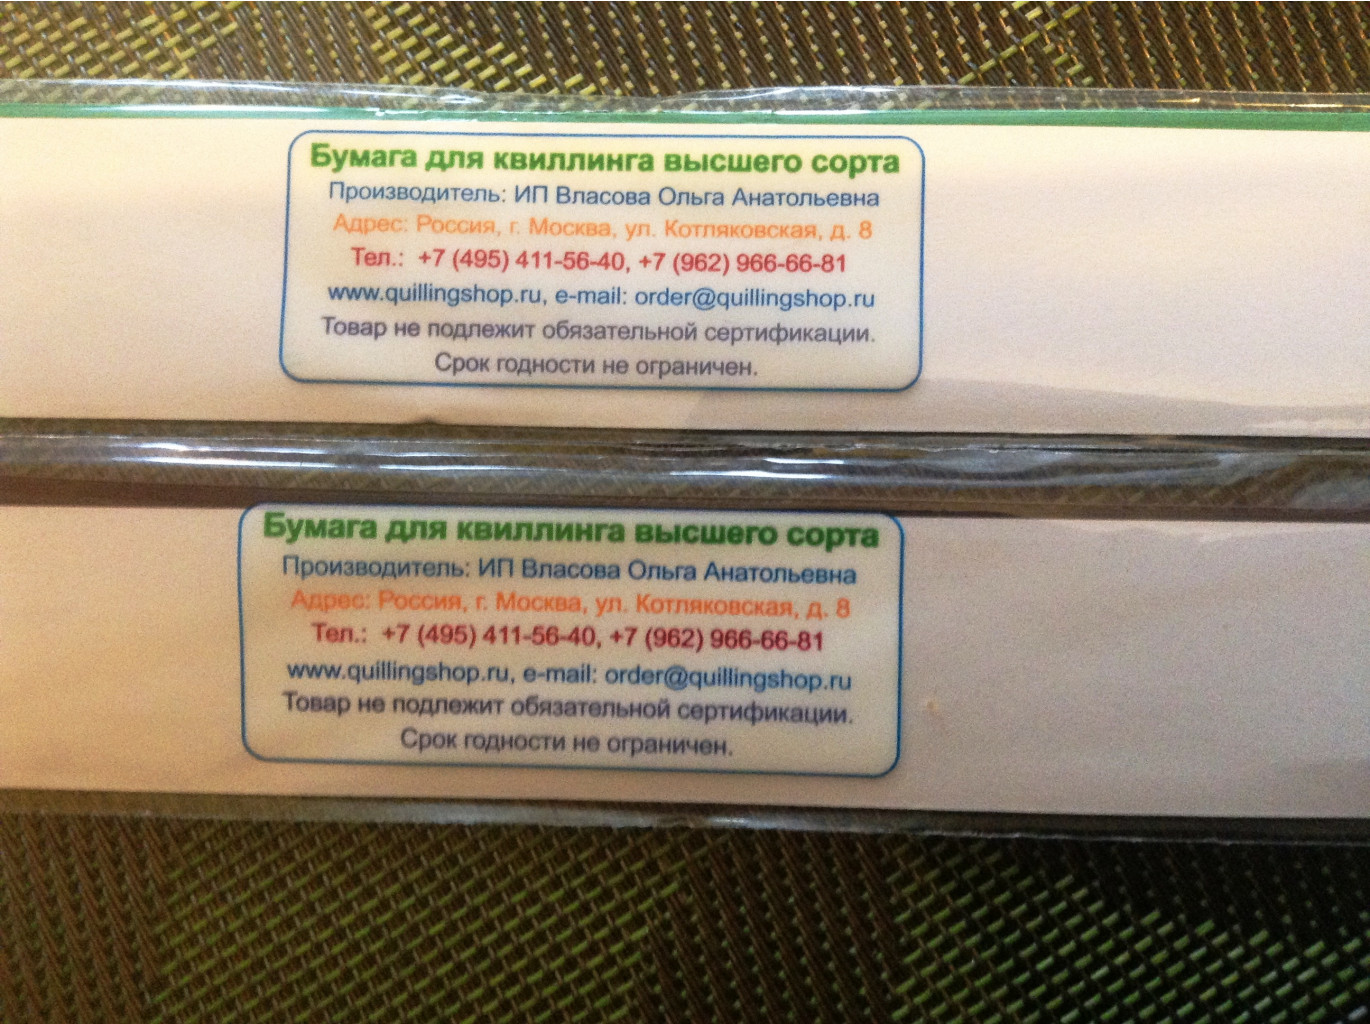 Бумага для квиллинга высшего сорта
Производитель: ИП Власова Ольга Анатольевна
Адрес: Россия, г. Москва, ул. Котляковская, д. 8
Тел.: +7 (495) 411-56-40, +7 (962) 966-66-81
www.quillingshop.ru, e-mail: order@quillingshop.ru
Товар не подлежит обязательной сертификации.
Срок годности не ограничен.
Бумага для квиллинга высшего сорта
Производитель: ИП Власова Ольга Анатольевна
Адрес: Россия, г. Москва, ул. Котляковская, д. 8
Тел.: +7 (495) 411-56-40, +7 (962) 966-66-81
www.quillingshop.ru, e-mail: order@quillingshop.ru
Товар не подлежит обязательной сертификации.
Срок годности не ограничен.